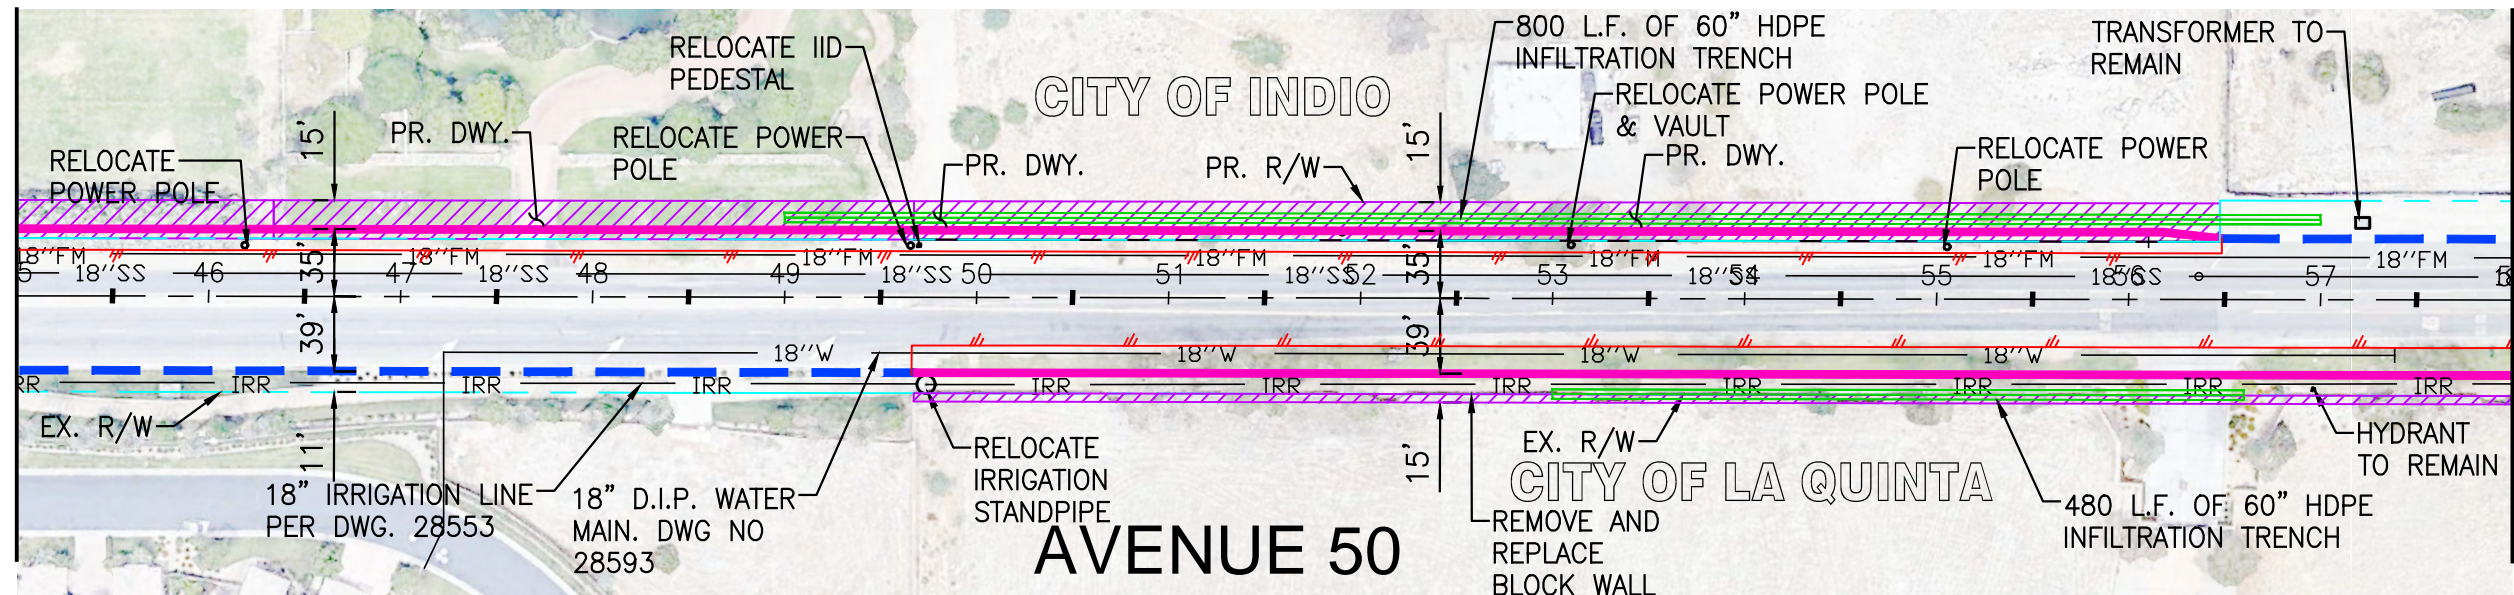 RELOCATE IID
PEDESTAL
800 L.F. OF 60" HDPE
INFILTRATION TRENCH
TRANSFORMER TO
REMAIN
CITY OF INDIO
RELOCATE POWER POLE
& VAULT
15'
PR. DWY.
RELOCATE POWER
POLE
PR. DWY.
PR. R/W
15'
PR. DWY.
RELOCATE POWER
POLE
RELOCATE
POWER POLE
18''FM
18''FM
18''FM
18''FM
18''FM
18''FM
18''FM
5
18''SS
46
35'
47
18''SS
48
49
18''SS
50
51
18''SS
52
35'
53
18''SS
54
55
18''SS
56
57
39'
39'
18''W
18''W
18''W
18''W
RR
IRR
IRR
IRR
IRR
IRR
IRR
IRR
IRR
IRR
IRR
EX. R/W
11'
RELOCATE
IRRIGATION
STANDPIPE
15'
EX. R/W
HYDRANT
TO REMAIN
CITY OF LA QUINTA
18" IRRIGATION LINE
PER DWG. 28553
18" D.I.P. WATER
MAIN. DWG NO
28593
AVENUE 50
REMOVE AND
REPLACE
BLOCK WALL
480 L.F. OF 60" HDPE
INFILTRATION TRENCH